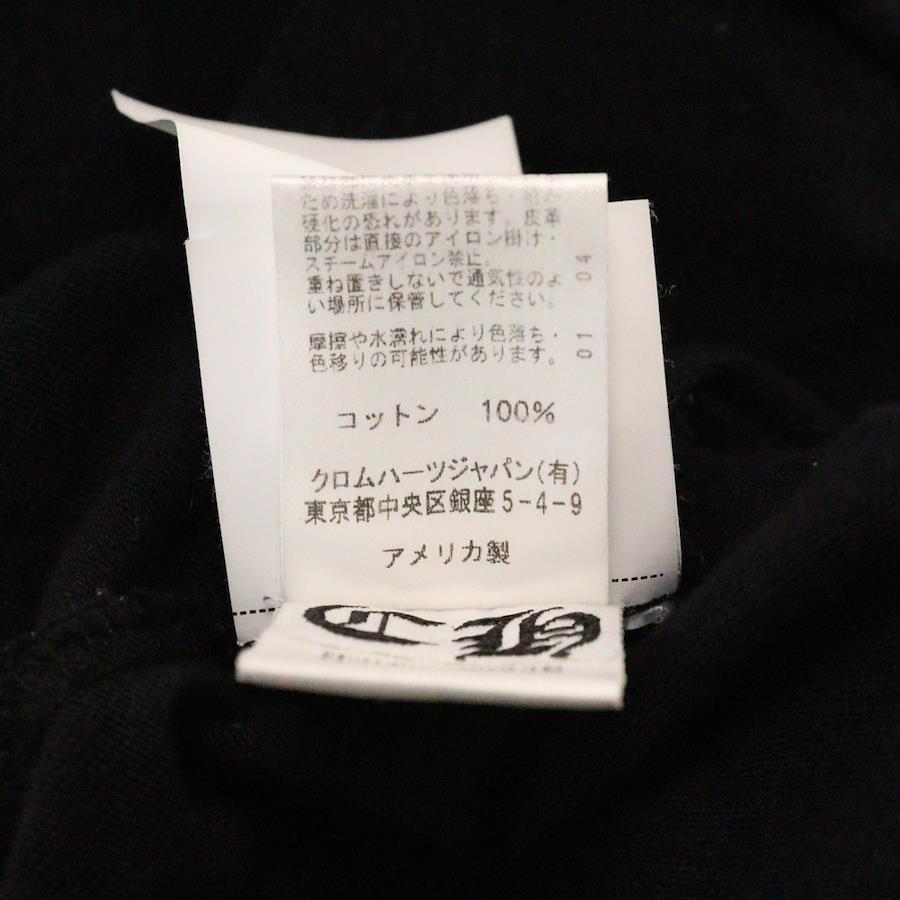 ため洗濯により色落ち・縮み
硬化の恐れがあります。皮革
部分は直接のアイロン掛け・
スチームアイロン禁止。
重ね置きしないで通気性のよ
い場所に保管してください。
摩擦や水濡れにより色落ち・
色移りの可能性があります。
01 04
コットン 100%
クロムハーツジャパン(有)
東京都中央区銀座5-4-9
アメリカ製